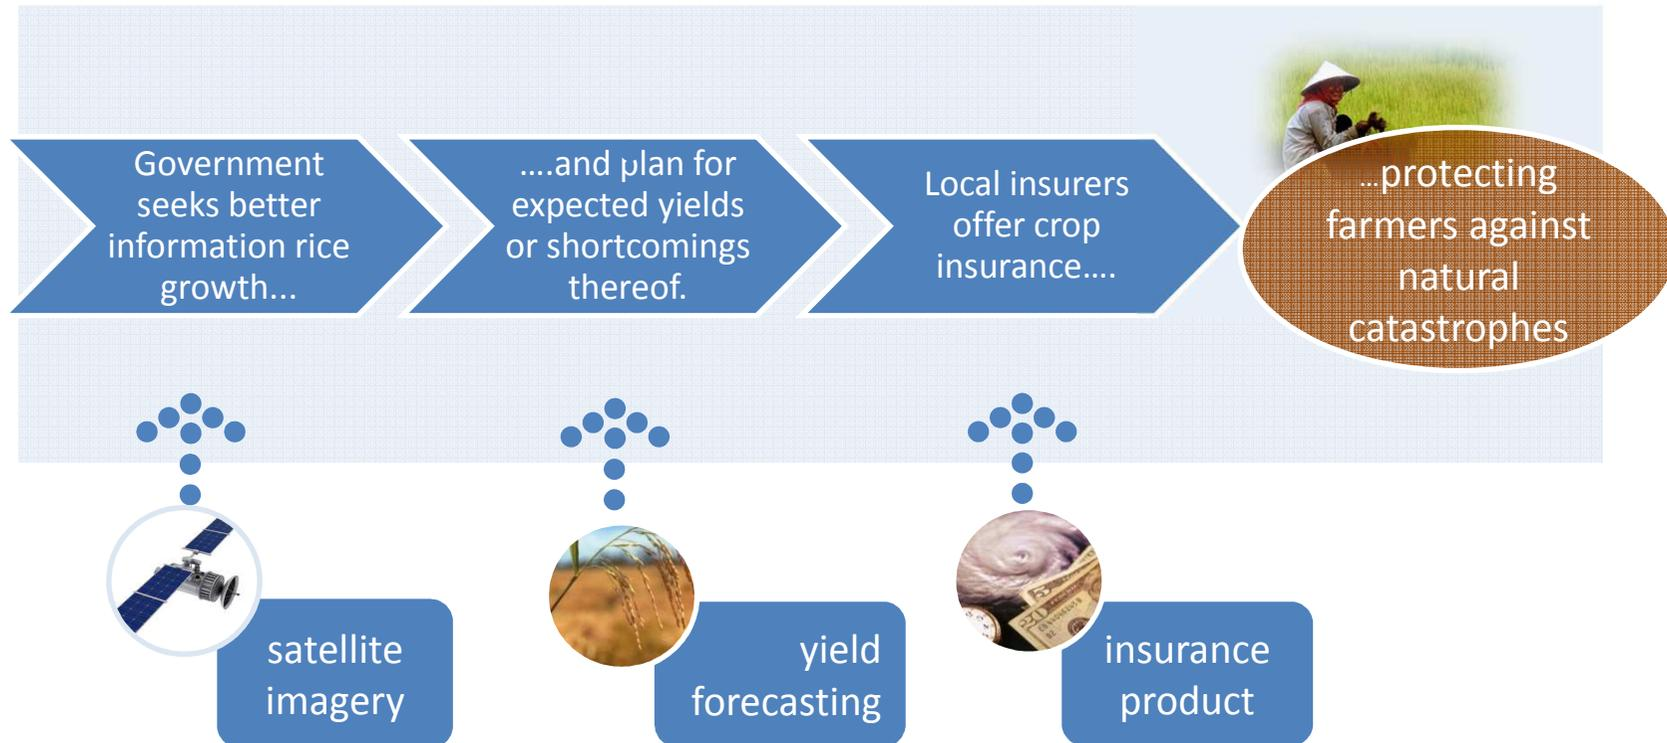 Government
seeks better
information rice
growth...
....and plan for
expected yields
or shortcomings
thereof.
Local insurers
offer crop
insurance....
...protecting
farmers against
natural
catastrophes
satellite
imagery
yield
forecasting
insurance
product